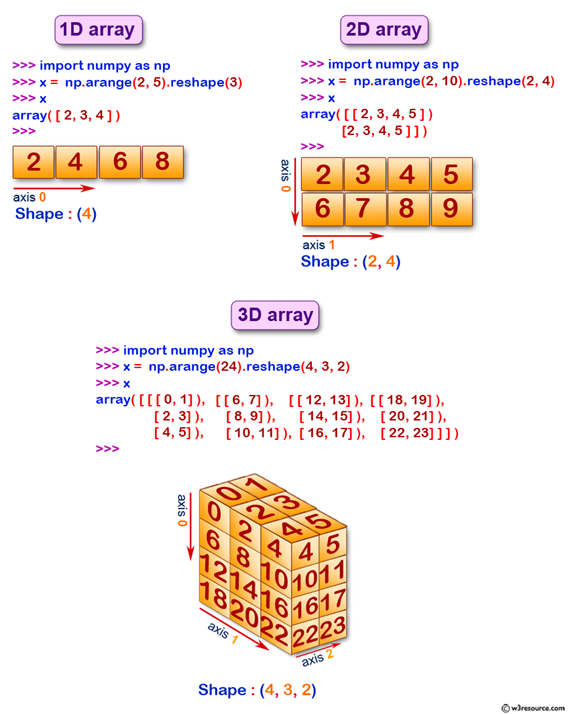 1D array
>>> import numpy as np
>>> x = np.arange(2, 5).reshape(3)
>>> x
array( [ 2, 3, 4 ] )
>>>
2 4 6 8
axis 0
Shape : (4)
2D array
>>> import numpy as np
>>> x = np.arange(2, 10).reshape(2, 4)
>>> x
array( [ [ 2, 3, 4, 5 ] )
[2, 3, 4, 5 ] ] )
>>>
axis 0
2 3 4 5
6 7 8 9
axis 1
Shape : (2, 4)
3D array
>>> import numpy as np
>>> x = np.arange(24).reshape(4, 3, 2)
>>> x
array( [ [ [ 0, 1] ), [ [ 6, 7] ), [ [ 12, 13] ), [ [ 18, 19] ),
[ 2, 3] ), [ 8, 9] ), [ 14, 15] ), [ 20, 21] ),
[ 4, 5] ), [ 10, 11] ), [ 16, 17] ), [ 22, 23] ] ] )
>>>
axis 0
0 1
2 3
4 5
0 2 4 4 5
6 8 10 10 11
12 14 16 16 17
18 20 22 22 23
axis 1
axis 2
Shape : (4, 3, 2)
© w3resource.com